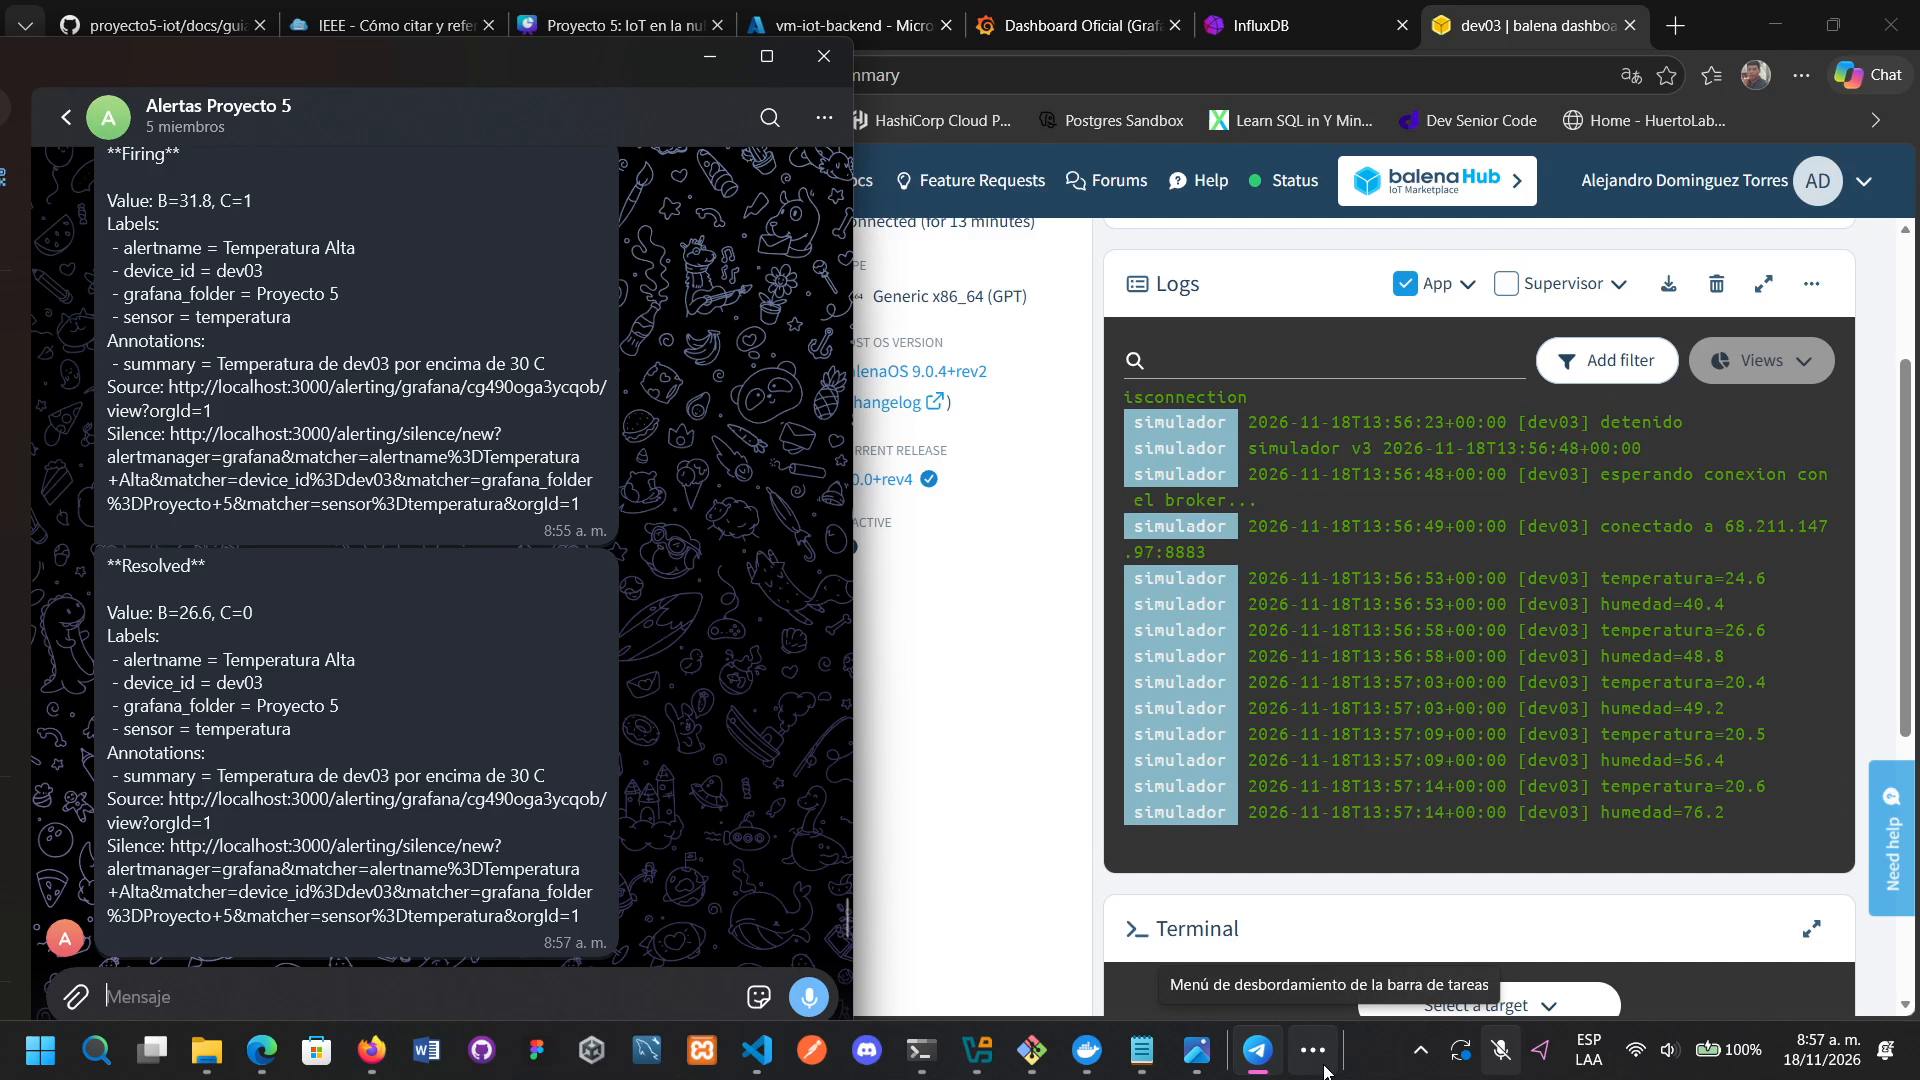 proyecto5-iot/docs/guia
IEEE - Cómo citar y refer
Proyecto 5: IoT en la nu
vm-iot-backend - Micro
Dashboard Oficial (Grafa
InfluxDB
dev03 | balena dashboa
mmary
Chat
HashiCorp Cloud P...
Postgres Sandbox
Learn SQL in Y Min...
Dev Senior Code
Home - HuertoLab...
Alertas Proyecto 5
5 miembros
**Firing**
Value: B=31.8, C=1
Labels:
- alertname = Temperatura Alta
- device_id = dev03
- grafana_folder = Proyecto 5
- sensor = temperatura
Annotations:
- summary = Temperatura de dev03 por encima de 30 C
Source: http://localhost:3000/alerting/grafana/cg490oga3ycqob/
view?orgId=1
Silence: http://localhost:3000/alerting/silence/new?
alertmanager=grafana&matcher=alertname%3DTemperatura
+Alta&matcher=device_id%3Ddev03&matcher=grafana_folder
%3DProyecto+5&matcher=sensor%3Dtemperatura&orgId=1
8:55 a. m.
**Resolved**
Value: B=26.6, C=0
Labels:
- alertname = Temperatura Alta
- device_id = dev03
- grafana_folder = Proyecto 5
- sensor = temperatura
Annotations:
- summary = Temperatura de dev03 por encima de 30 C
Source: http://localhost:3000/alerting/grafana/cg490oga3ycqob/
view?orgId=1
Silence: http://localhost:3000/alerting/silence/new?
alertmanager=grafana&matcher=alertname%3DTemperatura
+Alta&matcher=device_id%3Ddev03&matcher=grafana_folder
%3DProyecto+5&matcher=sensor%3Dtemperatura&orgId=1
8:57 a. m.
A
Mensaje
ocs
Feature Requests
Forums
Help
Status
balenaHub
IoT Marketplace
Alejandro Dominguez Torres
AD
onnected (for 13 minutes)
PE
Generic x86_64 (GPT)
OST OS VERSION
alenaOS 9.0.4+rev2
hangelog )
RRENT RELEASE
0.0+rev4
ACTIVE
Logs
App
Supervisor
Add filter
Views
isconnection
simulador 2026-11-18T13:56:23+00:00 [dev03] detenido
simulador simulador v3 2026-11-18T13:56:48+00:00
simulador 2026-11-18T13:56:48+00:00 [dev03] esperando conexion con
el broker...
simulador 2026-11-18T13:56:49+00:00 [dev03] conectado a 68.211.147
.97:8883
simulador 2026-11-18T13:56:53+00:00 [dev03] temperatura=24.6
simulador 2026-11-18T13:56:53+00:00 [dev03] humedad=40.4
simulador 2026-11-18T13:56:58+00:00 [dev03] temperatura=26.6
simulador 2026-11-18T13:56:58+00:00 [dev03] humedad=48.8
simulador 2026-11-18T13:57:03+00:00 [dev03] temperatura=20.4
simulador 2026-11-18T13:57:03+00:00 [dev03] humedad=49.2
simulador 2026-11-18T13:57:09+00:00 [dev03] temperatura=20.5
simulador 2026-11-18T13:57:09+00:00 [dev03] humedad=56.4
simulador 2026-11-18T13:57:14+00:00 [dev03] temperatura=20.6
simulador 2026-11-18T13:57:14+00:00 [dev03] humedad=76.2
Need help
Terminal
Menú de desbordamiento de la barra de tareas
Select a target
ESP
LAA
100%
8:57 a. m.
18/11/2026